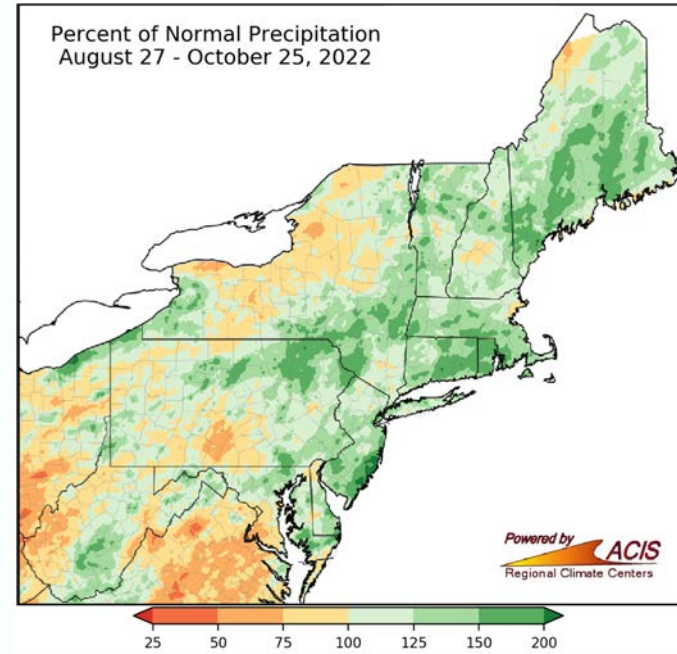 Percent of Normal Precipitation
August 27 - October 25, 2022
Powered by
ACIS
Regional Climate Centers
25 50 75 100 125 150 200